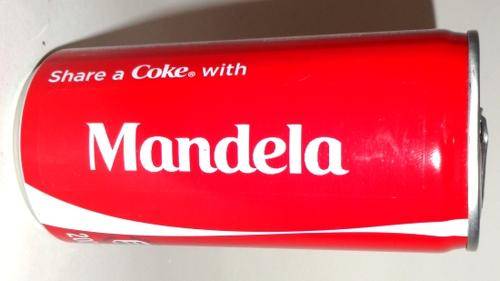 Share a Coke® with
Mandela